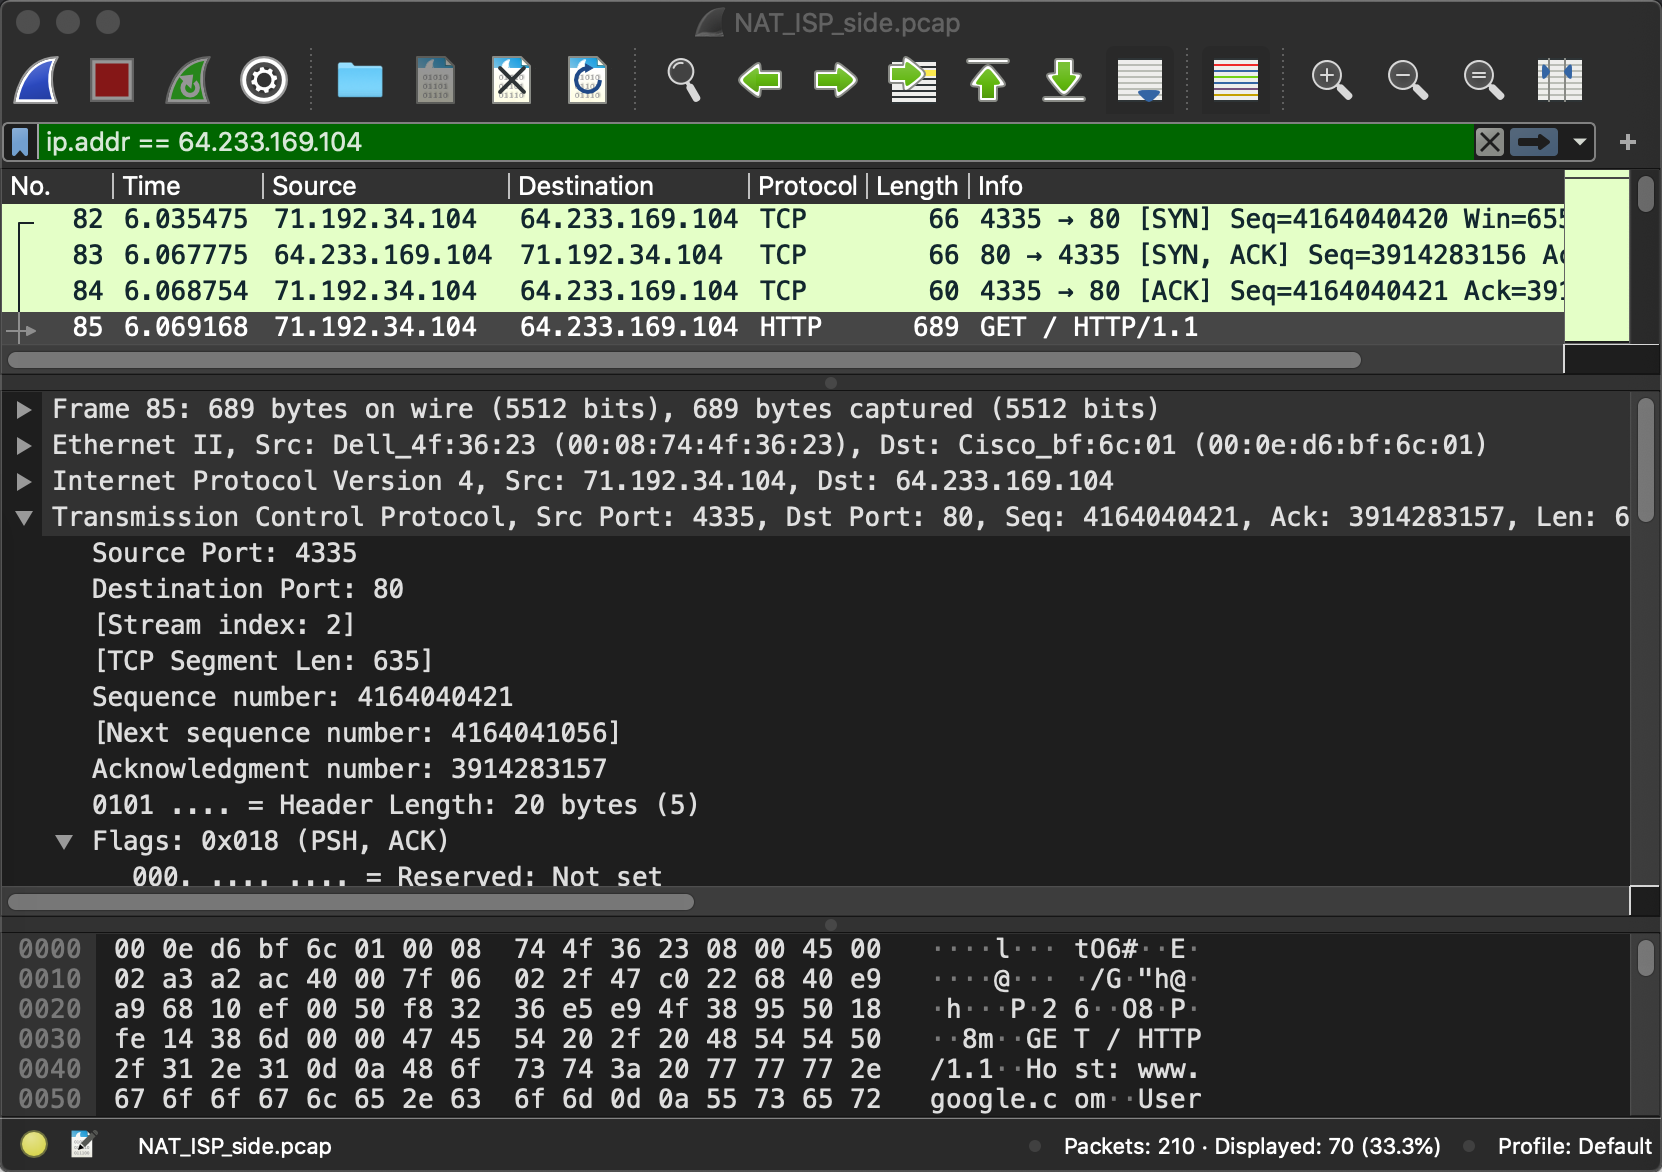 NAT_ISP_side.pcap
ip.addr == 64.233.169.104
No. Time Source Destination Protocol Length Info
82 6.035475 71.192.34.104 64.233.169.104 TCP 66 4335 → 80 [SYN] Seq=4164040420 Win=655
83 6.067775 64.233.169.104 71.192.34.104 TCP 66 80 → 4335 [SYN, ACK] Seq=3914283156 Ac
84 6.068754 71.192.34.104 64.233.169.104 TCP 60 4335 → 80 [ACK] Seq=4164040421 Ack=391
85 6.069168 71.192.34.104 64.233.169.104 HTTP 689 GET / HTTP/1.1
Frame 85: 689 bytes on wire (5512 bits), 689 bytes captured (5512 bits)
Ethernet II, Src: Dell_4f:36:23 (00:08:74:4f:36:23), Dst: Cisco_bf:6c:01 (00:0e:d6:bf:6c:01)
Internet Protocol Version 4, Src: 71.192.34.104, Dst: 64.233.169.104
Transmission Control Protocol, Src Port: 4335, Dst Port: 80, Seq: 4164040421, Ack: 3914283157, Len: 6
Source Port: 4335
Destination Port: 80
[Stream index: 2]
[TCP Segment Len: 635]
Sequence number: 4164040421
[Next sequence number: 4164041056]
Acknowledgment number: 3914283157
0101 .... = Header Length: 20 bytes (5)
Flags: 0x018 (PSH, ACK)
000. .... .... = Reserved: Not set
0000 00 0e d6 bf 6c 01 00 08 74 4f 36 23 08 00 45 00 ····l··· tO6#··E·
0010 02 a3 a2 ac 40 00 7f 06 02 2f 47 c0 22 68 40 e9 ····@··· ·/G·"h@·
0020 a9 68 10 ef 00 50 f8 32 36 e5 e9 4f 38 95 50 18 ·h···P·2 6··O8·P·
0030 fe 14 38 6d 00 00 47 45 54 20 2f 20 48 54 54 50 ··8m··GE T / HTTP
0040 2f 31 2e 31 0d 0a 48 6f 73 74 3a 20 77 77 77 2e /1.1··Ho st: www.
0050 67 6f 6f 67 6c 65 2e 63 6f 6d 0d 0a 55 73 65 72 google.c om··User
NAT_ISP_side.pcap Packets: 210 · Displayed: 70 (33.3%) Profile: Default